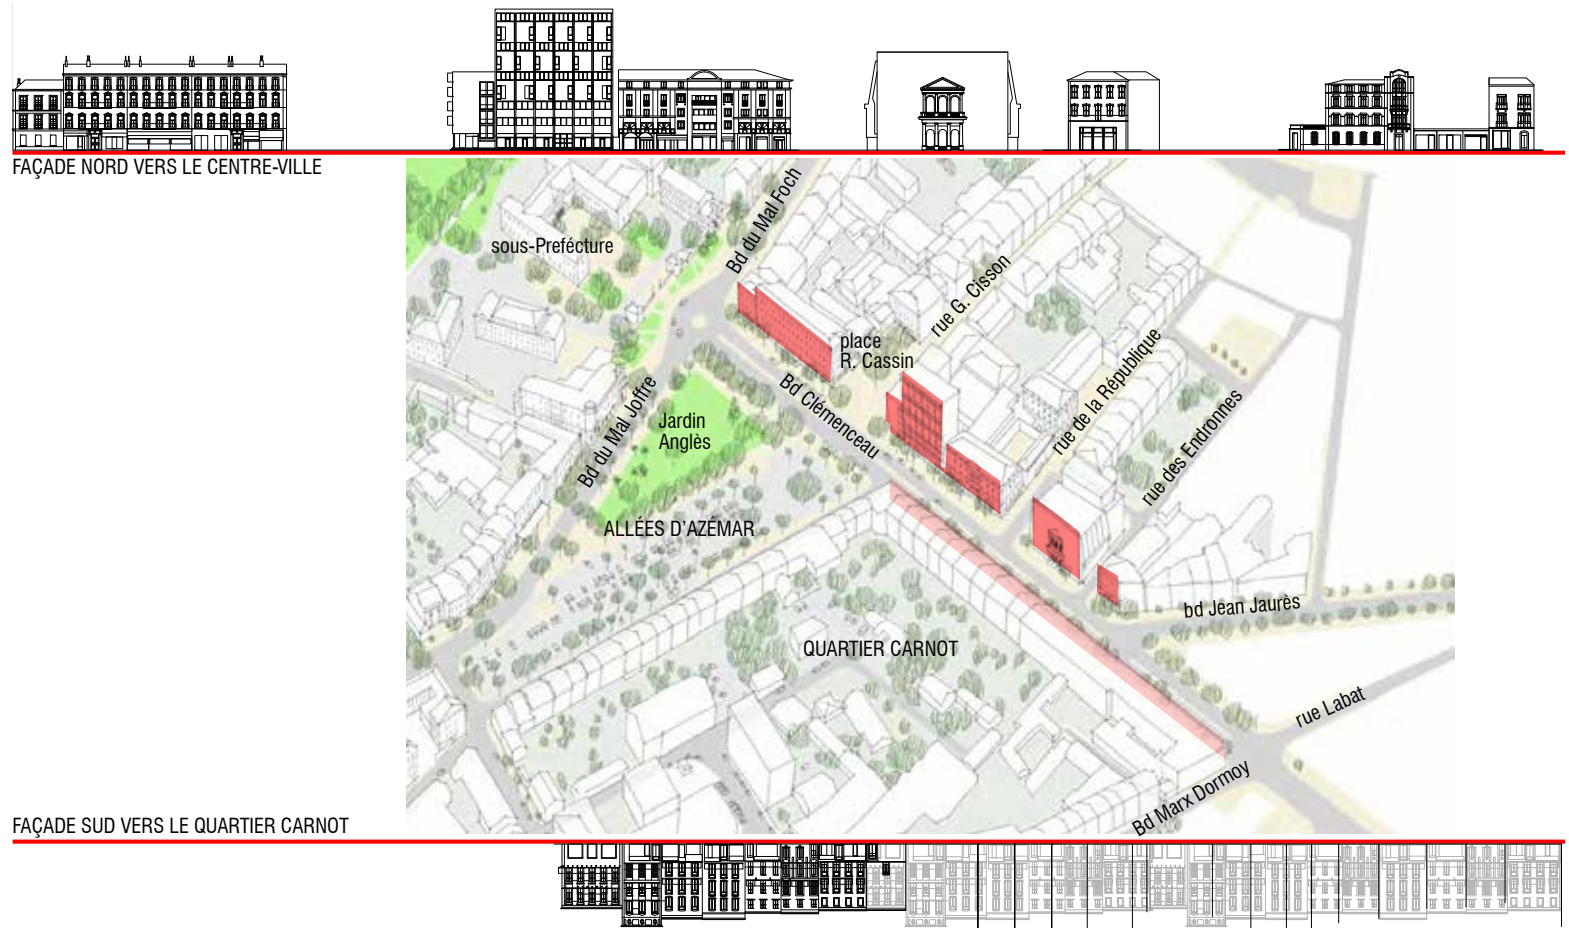 FAÇADE NORD VERS LE CENTRE-VILLE
Bd du Mal Foch
sous-Prefécture
rue G. Cisson
place
R. Cassin
rue de la République
Bd Clémenceau
Bd du Mal Joffre
Jardin
Anglès
rue des Endronnes
ALLÉES D'AZÉMAR
bd Jean Jaurès
QUARTIER CARNOT
rue Labat
Bd Marx Dormoy
FAÇADE SUD VERS LE QUARTIER CARNOT